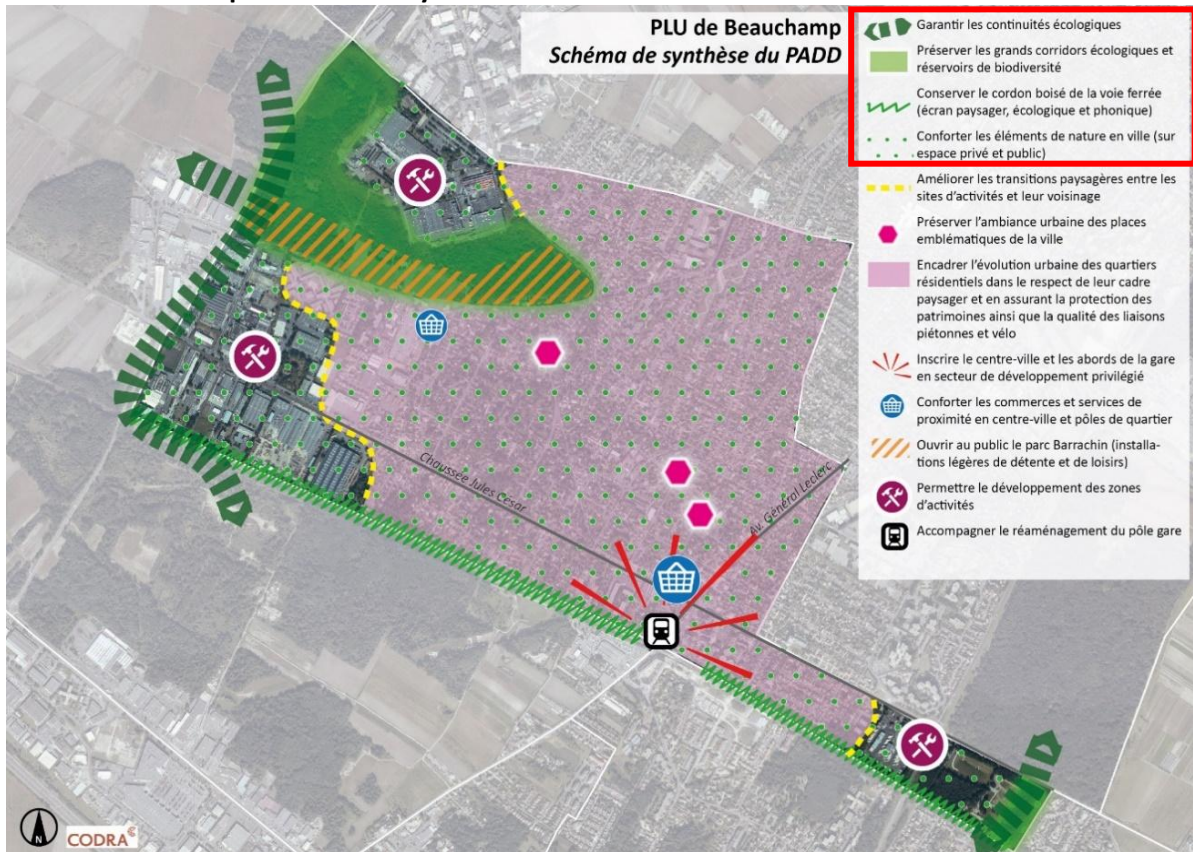 PLU de Beauchamp
Schéma de synthèse du PADD
Garantir les continuités écologiques
Préserver les grands corridors écologiques et
réservoirs de biodiversité
Conserver le cordon boisé de la voie ferrée
(écran paysager, écologique et phonique)
Conforter les éléments de nature en ville (sur
espace privé et public)
Améliorer les transitions paysagères entre les
sites d'activités et leur voisinage
Préserver l'ambiance urbaine des places
emblématiques de la ville
Encadrer l'évolution urbaine des quartiers
résidentiels dans le respect de leur cadre
paysager et en assurant la protection des
patrimoines ainsi que la qualité des liaisons
piétonnes et vélo
Inscrire le centre-ville et les abords de la gare
en secteur de développement privilégié
Conforter les commerces et services de
proximité en centre-ville et pôles de quartier
Ouvrir au public le parc Barrachin (installa-
tions légères de détente et de loisirs)
Permettre le développement des zones
d'activités
Accompagner le réaménagement du pôle gare
Chaussée Jules César
Av. Général Leclerc
N
CODRA